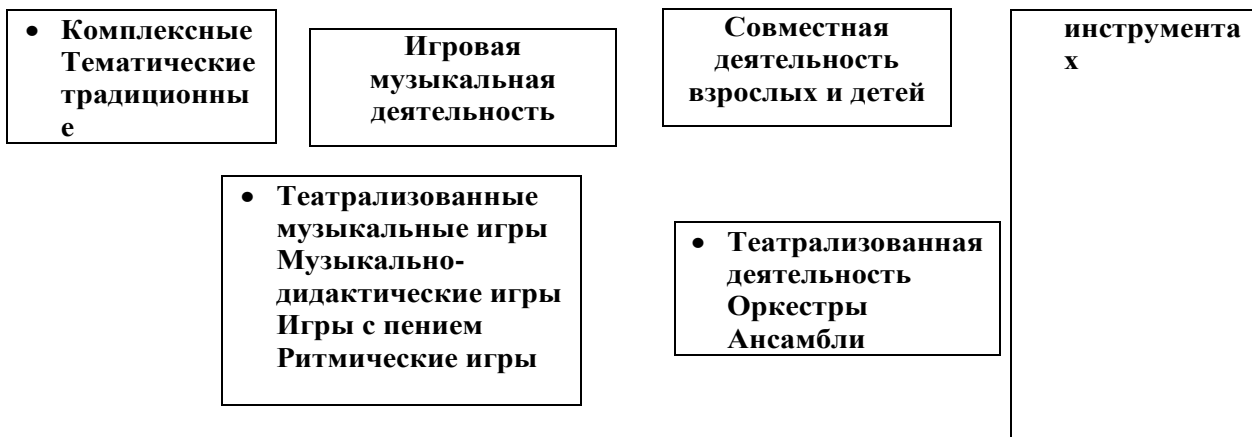 • Комплексные
Тематические
традиционны
е
Игровая
музыкальная
деятельность
Совместная
деятельность
взрослых и детей
инструмента
х
• Театрализованные
музыкальные игры
Музыкально-
дидактические игры
Игры с пением
Ритмические игры
• Театрализованная
деятельность
Оркестры
Ансамбли